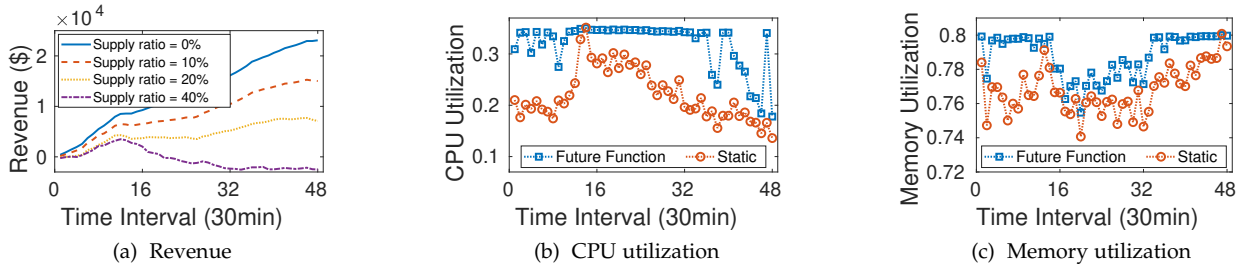 × 10^4
2
1
0
Revenue ($)
Supply ratio = 0%
Supply ratio = 10%
Supply ratio = 20%
Supply ratio = 40%
0 16 32 48
Time Interval (30min)
(a) Revenue
0.3
0.2
0.1
CPU Utilization
Future Function Static
0 16 32 48
Time Interval (30min)
(b) CPU utilization
0.8
0.78
0.76
0.74
0.72
Memory Utilization
Future Function Static
0 16 32 48
Time Interval (30min)
(c) Memory utilization